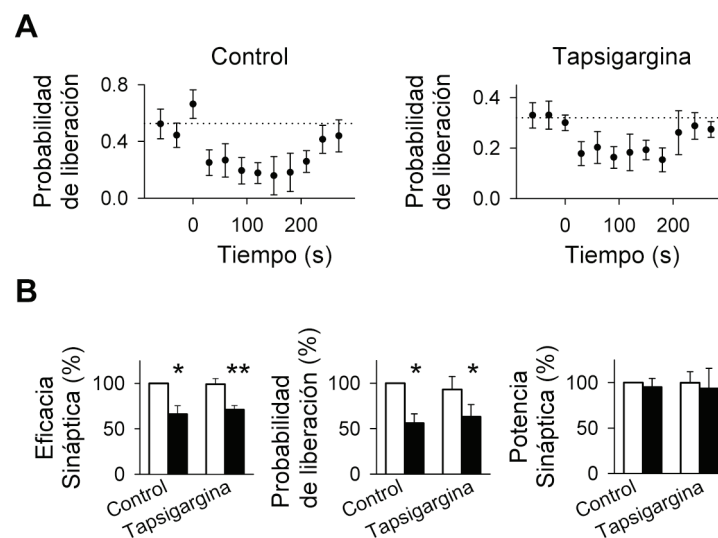 A
Control
Probabilidad
de liberación
0.8
0.4
0.0
0
100
200
Tiempo (s)
Tapsigargina
Probabilidad
de liberación
0.4
0.2
0.0
0
100
200
Tiempo (s)
B
Eficacia
Sináptica (%)
100
50
0
*
**
Control
Tapsigargina
Probabilidad
de liberación (%)
100
50
0
*
*
Control
Tapsigargina
Potencia
Sináptica (%)
100
50
0
Control
Tapsigargina